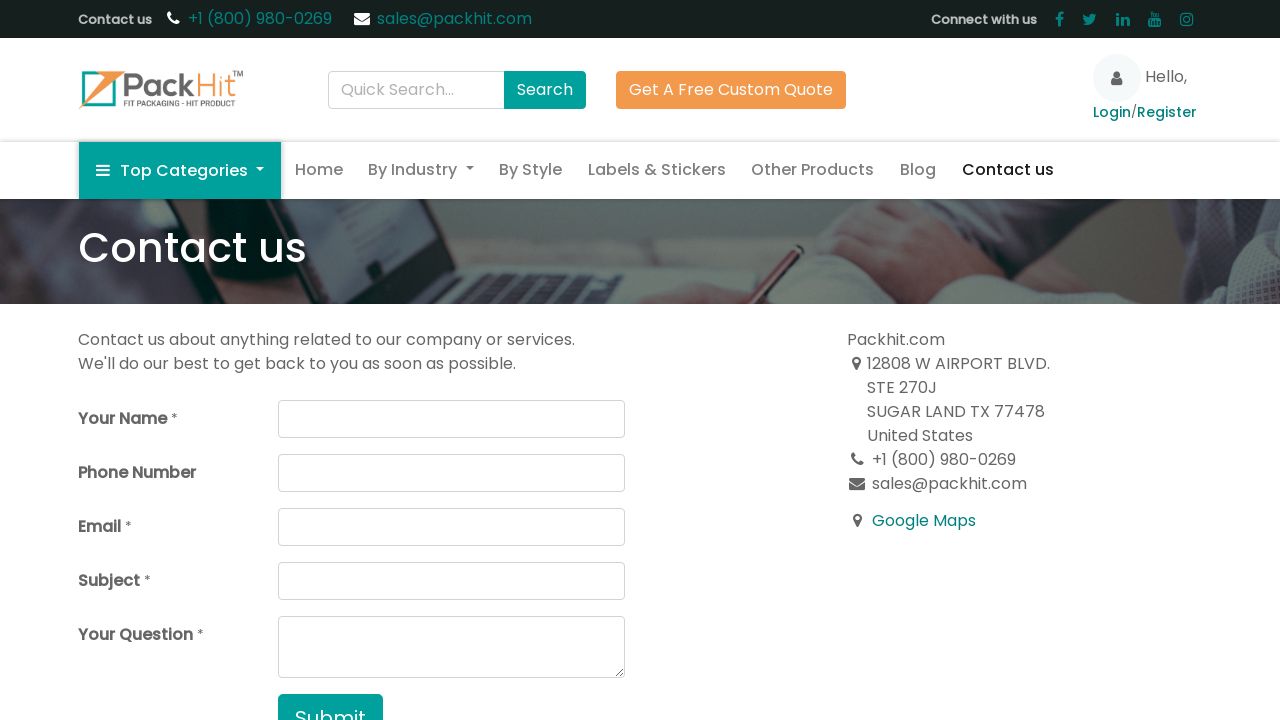 Contact us +1 (800) 980-0269 sales@packhit.com Connect with us
PackHit™
FIT PACKAGING - HIT PRODUCT
Quick Search... Search Get A Free Custom Quote
Hello,
Login/Register
Top Categories Home By Industry By Style Labels & Stickers Other Products Blog Contact us
Contact us
Contact us about anything related to our company or services.
We'll do our best to get back to you as soon as possible.
Your Name *
Phone Number
Email *
Subject *
Your Question *
Submit
Packhit.com
12808 W AIRPORT BLVD.
STE 270J
SUGAR LAND TX 77478
United States
+1 (800) 980-0269
sales@packhit.com
Google Maps